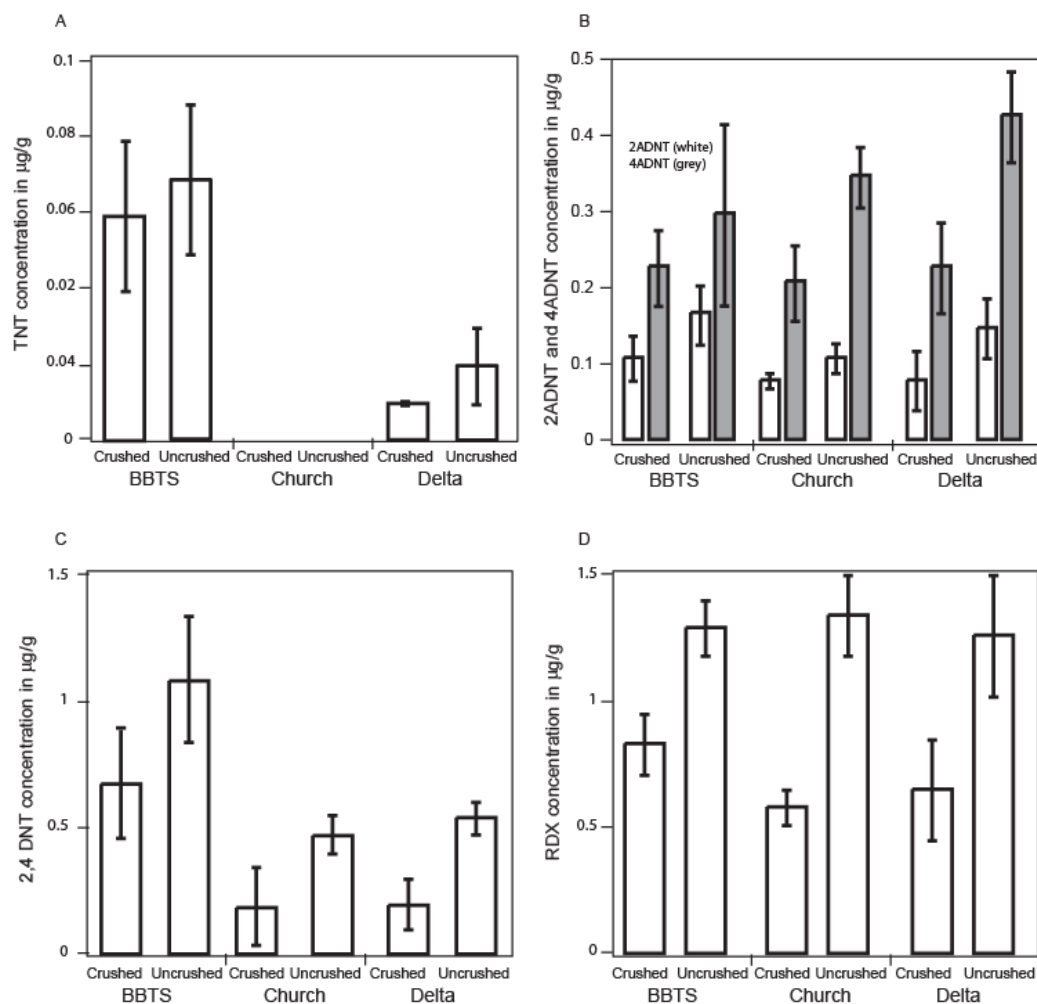 A
TNT concentration in µg/g
0.1
0.08
0.06
0.02
0.04
0
Crushed Uncrushed Crushed Uncrushed Crushed Uncrushed
BBTS Church Delta
B
2ADNT and 4ADNT concentration in µg/g
0.5
0.4
0.3
0.2
0.1
0
2ADNT (white)
4ADNT (grey)
Crushed Uncrushed Crushed Uncrushed Crushed Uncrushed
BBTS Church Delta
C
2,4 DNT concentration in µg/g
1.5
1
0.5
0
Crushed Uncrushed Crushed Uncrushed Crushed Uncrushed
BBTS Church Delta
D
RDX concentration in µg/g
1.5
1
0.5
0
Crushed Uncrushed Crushed Uncrushed Crushed Uncrushed
BBTS Church Delta